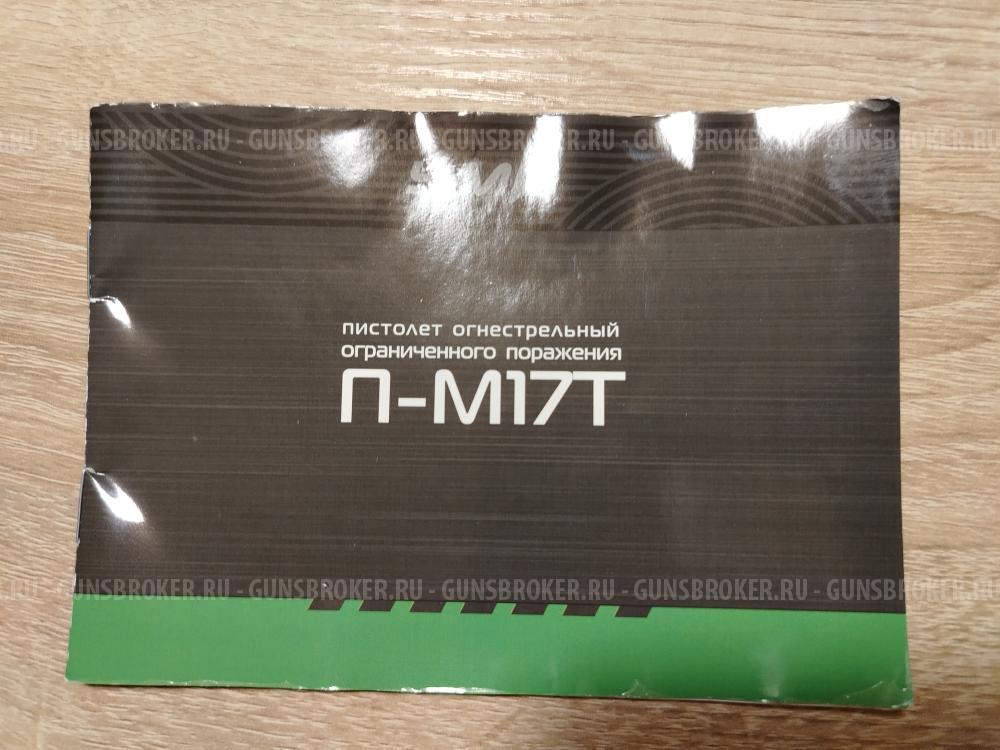 GUNSBROKER.RU - GUNSBROKER.RU - GUNSBROKER.RU - GUNSBROKER.RU - GUNSBROKER.RU
пистолет огнестрельный
ограниченного поражения
П-М17Т
GUNSBROKER.RU - GUNSBROKER.RU - GUNSBROKER.RU - GUNSBROKER.RU - GUNSBROKER.RU